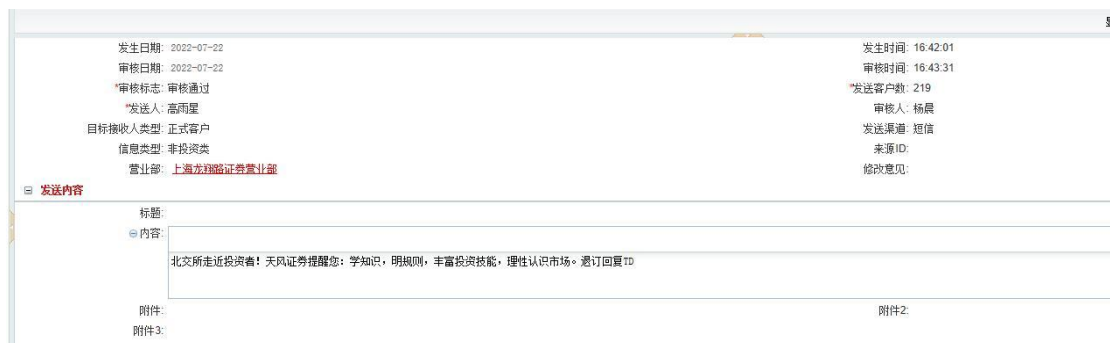 发生日期: 2022-07-22 发生时间: 16:42:01
审核日期: 2022-07-22 审核时间: 16:43:31
*审核标志: 审核通过 *发送客户数: 219
*发送人: 高雨星 审核人: 杨晨
目标接收人类型: 正式客户 发送渠道: 短信
信息类型: 非投资类 来源ID:
营业部: 上海龙翔路证券营业部 修改意见:
发送内容
标题:
内容:
北交所走近投资者！天风证券提醒您：学知识，明规则，丰富投资技能，理性认识市场。退订回复TD
附件: 附件2:
附件3: